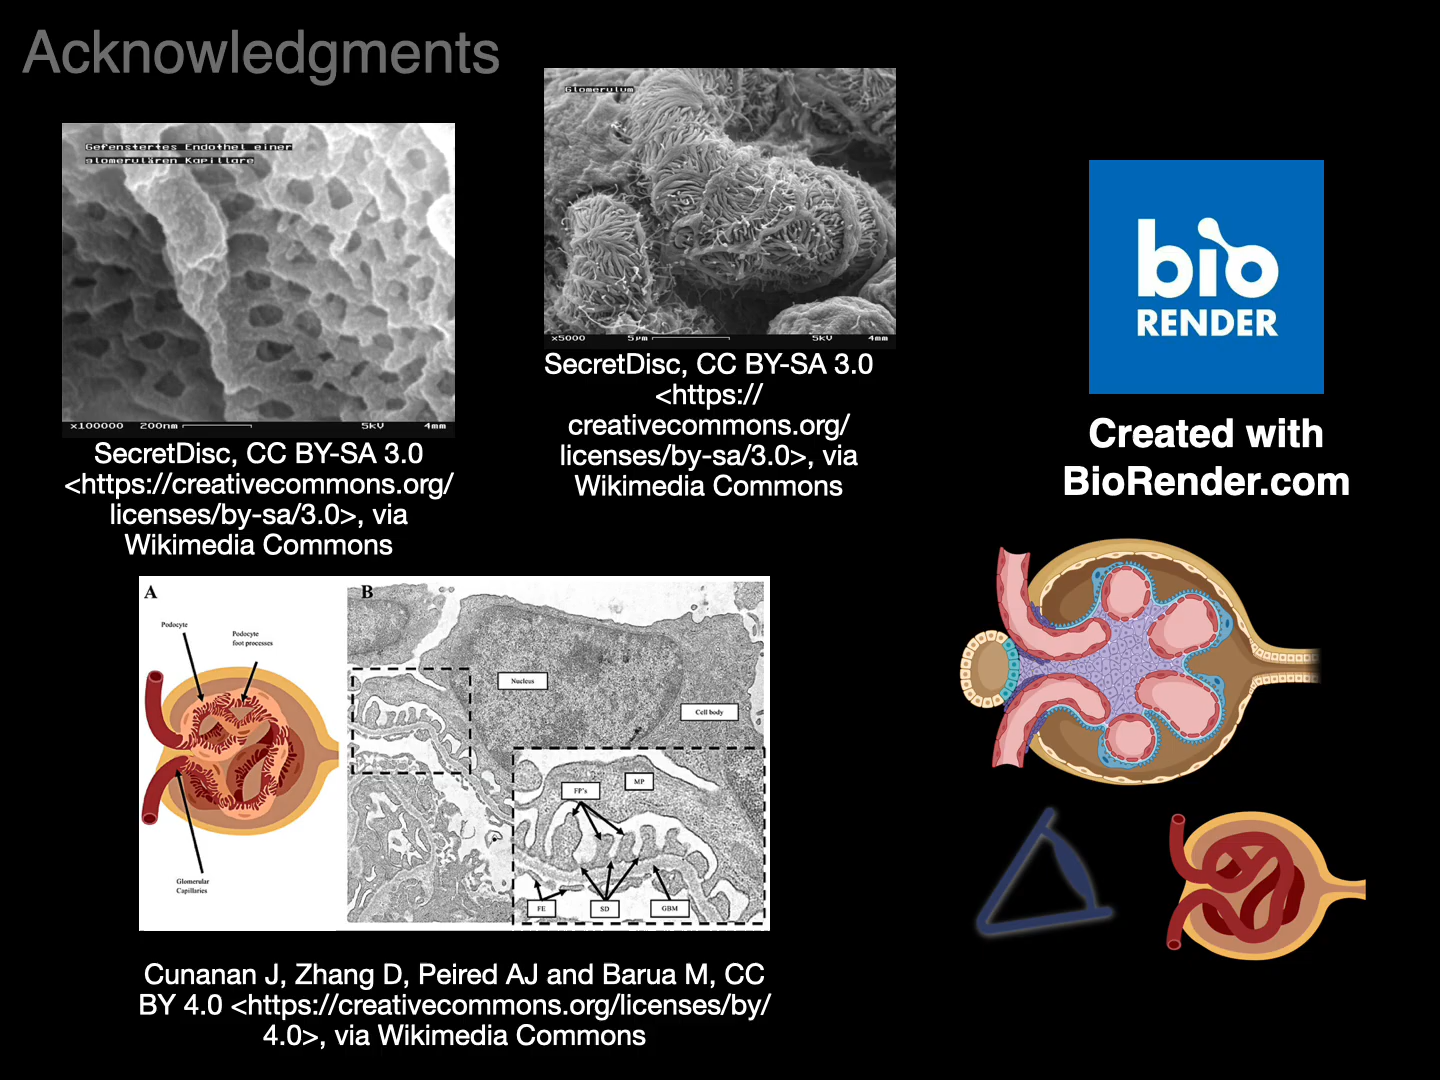 Acknowledgments
Gefenstertes Endothel einer
glomerulären Kapillare
x100000 200nm 5kV 4mm
SecretDisc, CC BY-SA 3.0
<https://creativecommons.org/
licenses/by-sa/3.0>, via
Wikimedia Commons
Glomerulum
x5000 5µm 5kV 4mm
SecretDisc, CC BY-SA 3.0
<https://
creativecommons.org/
licenses/by-sa/3.0>, via
Wikimedia Commons
bio
RENDER
Created with
BioRender.com
A
Podocyte
Podocyte
foot processes
Glomerular
Capillaries
B
Nucleus
Cell body
MP
FP's
FE
SD
GBM
Cunanan J, Zhang D, Peired AJ and Barua M, CC
BY 4.0 <https://creativecommons.org/licenses/by/
4.0>, via Wikimedia Commons